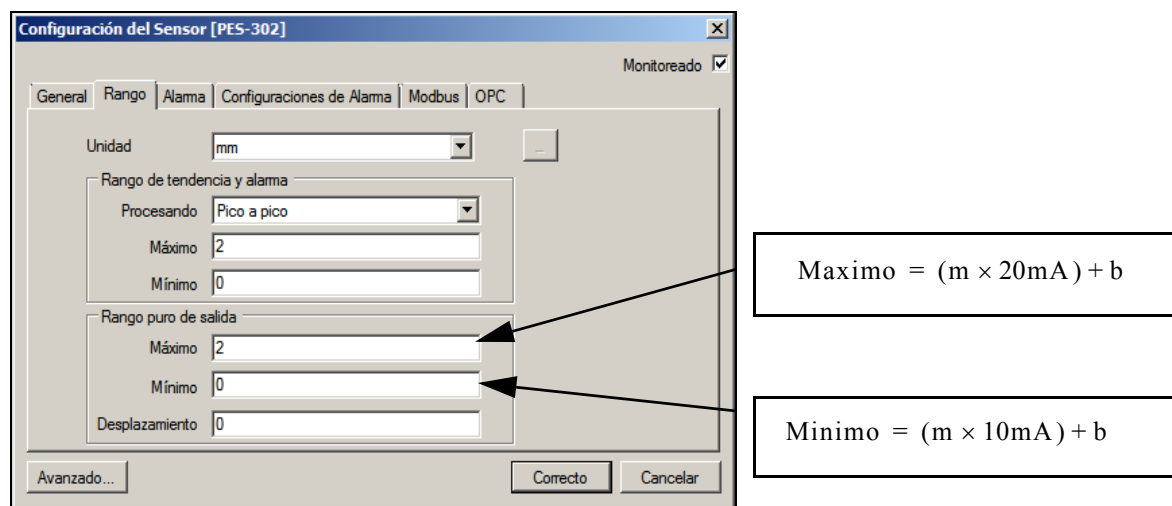 Configuración del Sensor [PES-302]
Monitoreado
General Rango Alarma Configuraciones de Alarma Modbus OPC
Unidad mm ...
Rango de tendencia y alarma
Procesando Pico a pico
Máximo 2
Mínimo 0
Rango puro de salida
Máximo 2
Mínimo 0
Desplazamiento 0
Avanzado... Correcto Cancelar
Maximo = (m × 20mA) + b
Minimo = (m × 10mA) + b